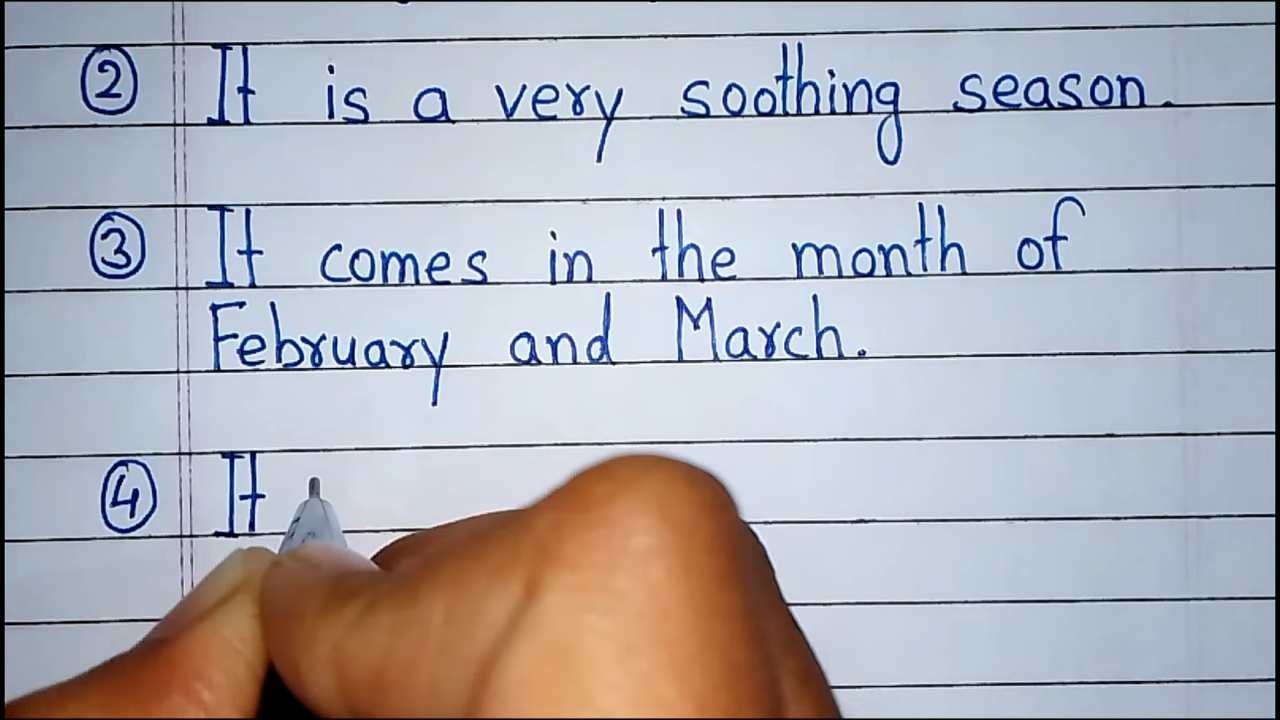 ② It is a very soothing season.
③ It comes in the month of
February and March.
④ It